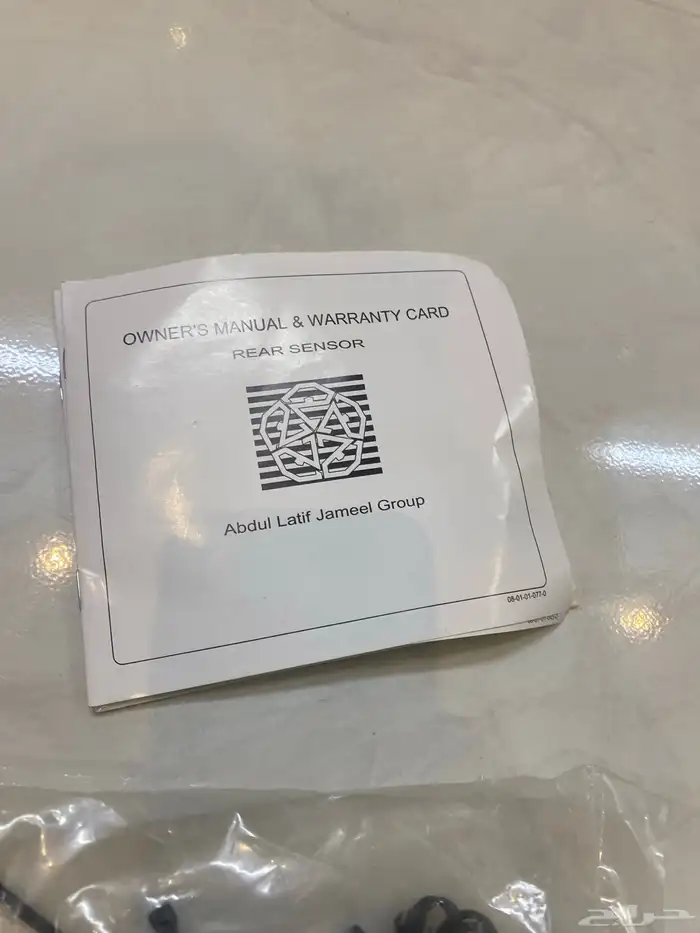 OWNER'S MANUAL & WARRANTY CARD
REAR SENSOR
Abdul Latif Jameel Group
08-01-01-077-0
حراج